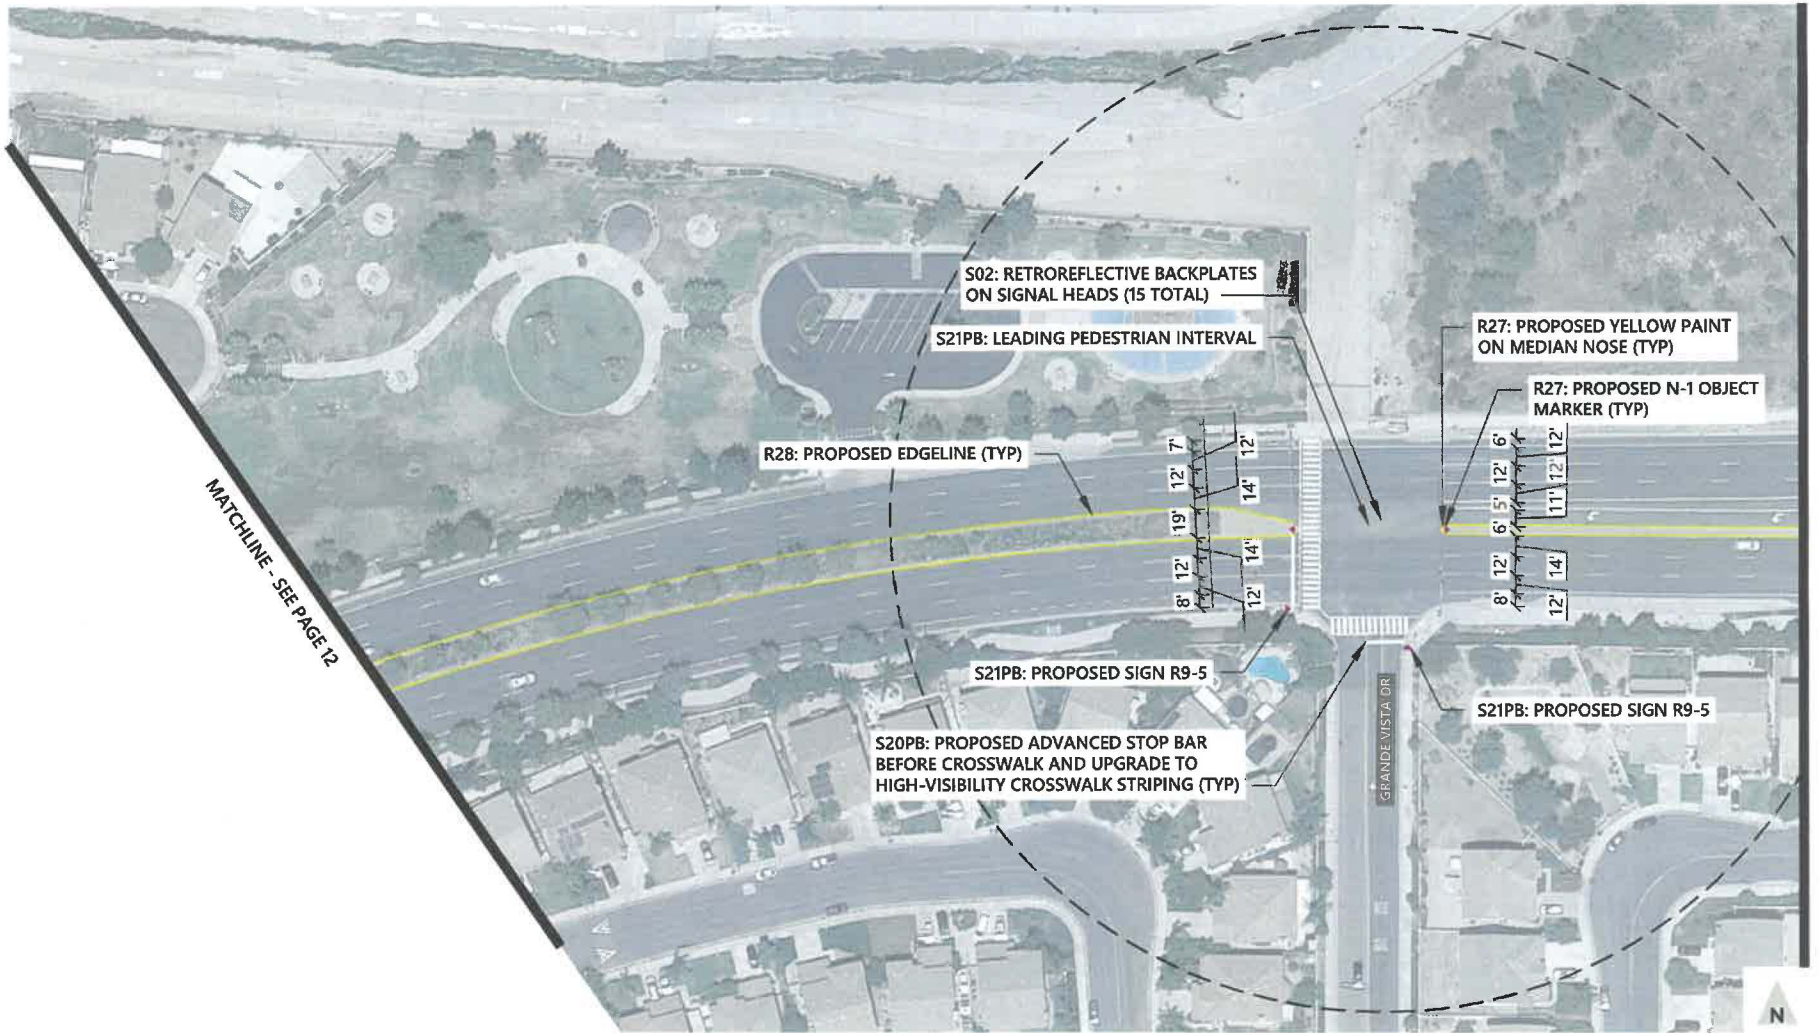 S02: RETROREFLECTIVE BACKPLATES
ON SIGNAL HEADS (15 TOTAL)
S21PB: LEADING PEDESTRIAN INTERVAL
R27: PROPOSED YELLOW PAINT
ON MEDIAN NOSE (TYP)
R27: PROPOSED N-1 OBJECT
MARKER (TYP)
R28: PROPOSED EDGELINE (TYP)
7'
12'
12'
14'
19'
12'
14'
8'
12'
6'
12'
12'
12'
5'
11'
6'
12'
14'
8'
12'
MATCHLINE - SEE PAGE 12
S21PB: PROPOSED SIGN R9-5
S21PB: PROPOSED SIGN R9-5
S20PB: PROPOSED ADVANCED STOP BAR
BEFORE CROSSWALK AND UPGRADE TO
HIGH-VISIBILITY CROSSWALK STRIPING (TYP)
GRANDE VISTA DR
N